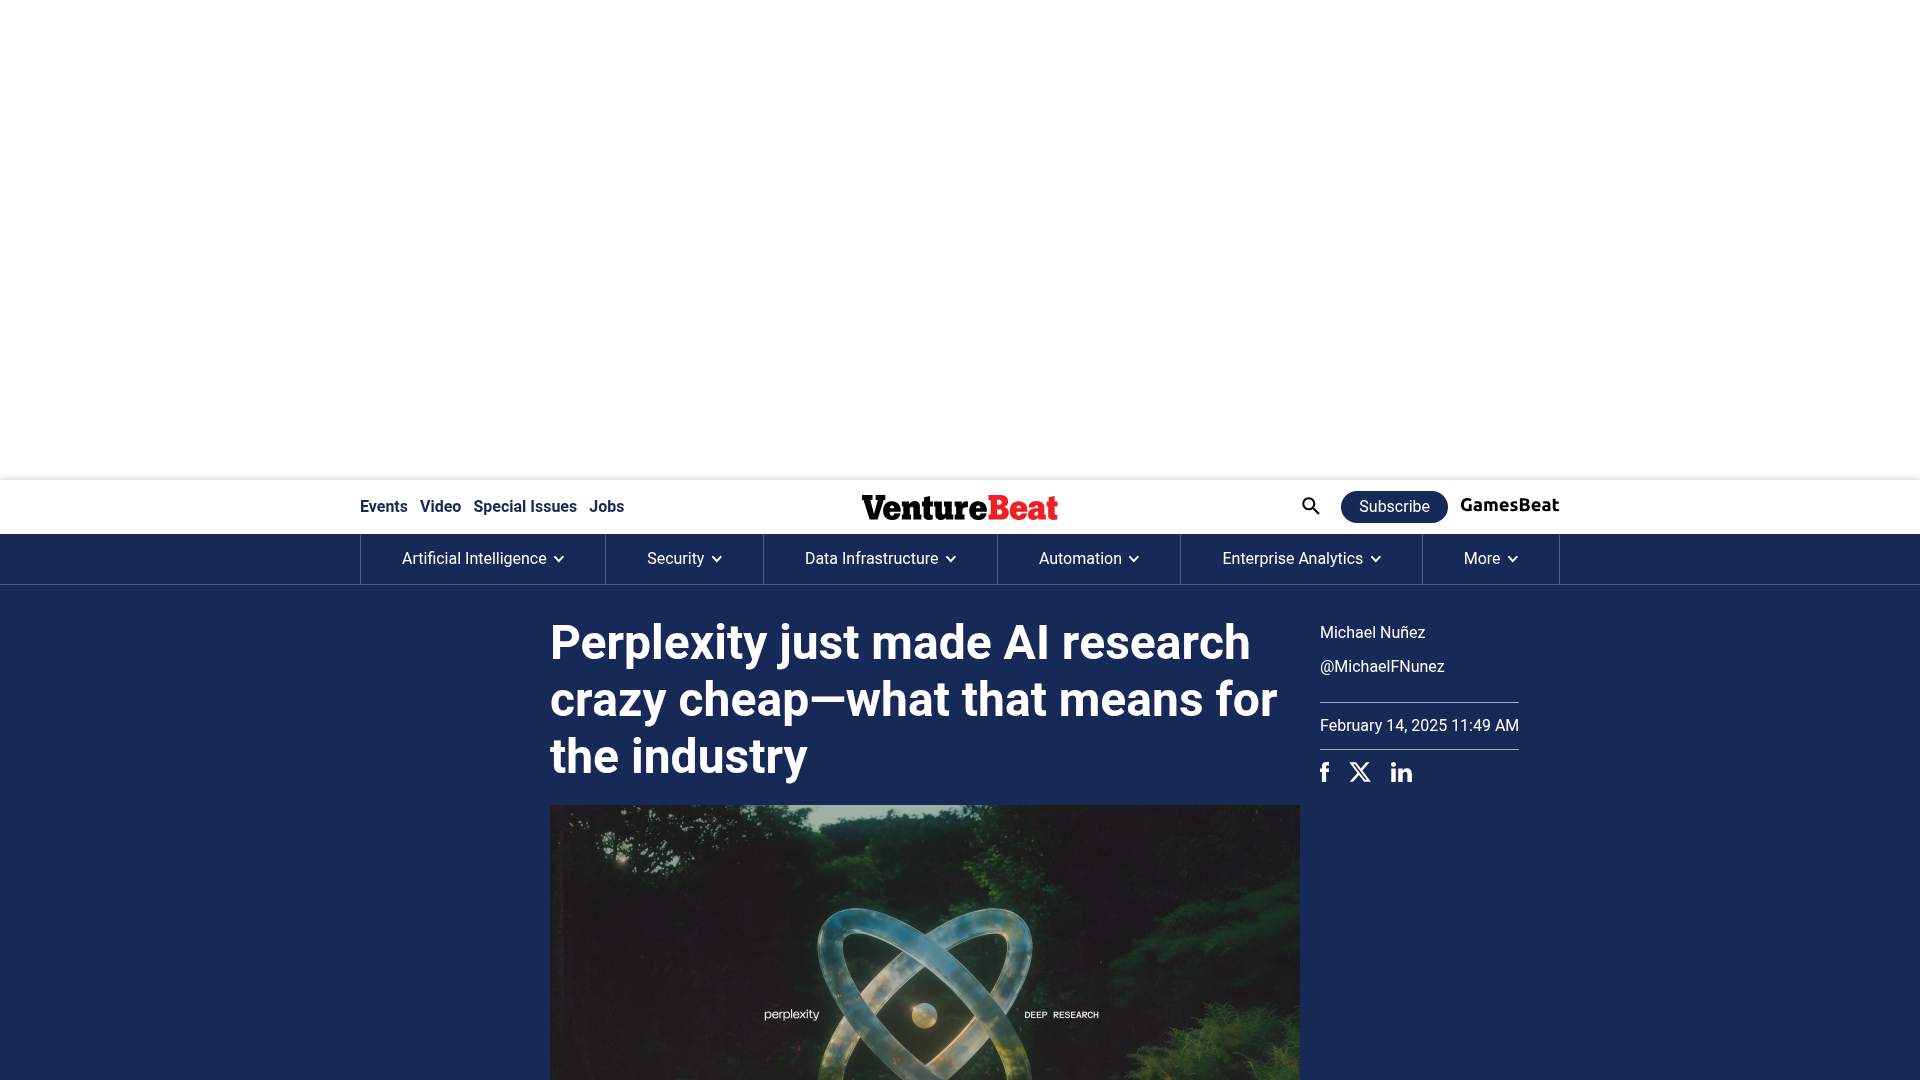 Events Video Special Issues Jobs
VentureBeat
Subscribe
GamesBeat
Artificial Intelligence
Security
Data Infrastructure
Automation
Enterprise Analytics
More
Perplexity just made AI research
crazy cheap—what that means for
the industry
Michael Nuñez
@MichaelFNunez
February 14, 2025 11:49 AM
perplexity
DEEP RESEARCH